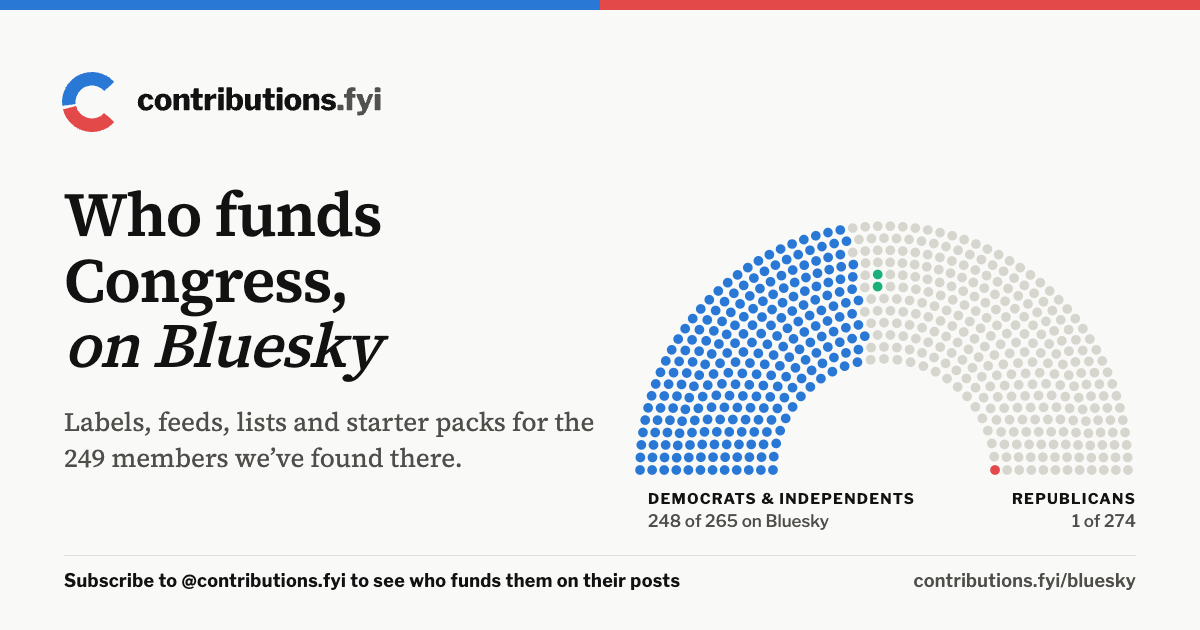 contributions.fyi
Who funds
Congress,
on Bluesky
Labels, feeds, lists and starter packs for the
249 members we’ve found there.
DEMOCRATS & INDEPENDENTS
248 of 265 on Bluesky
REPUBLICANS
1 of 274
Subscribe to @contributions.fyi to see who funds them on their posts
contributions.fyi/bluesky